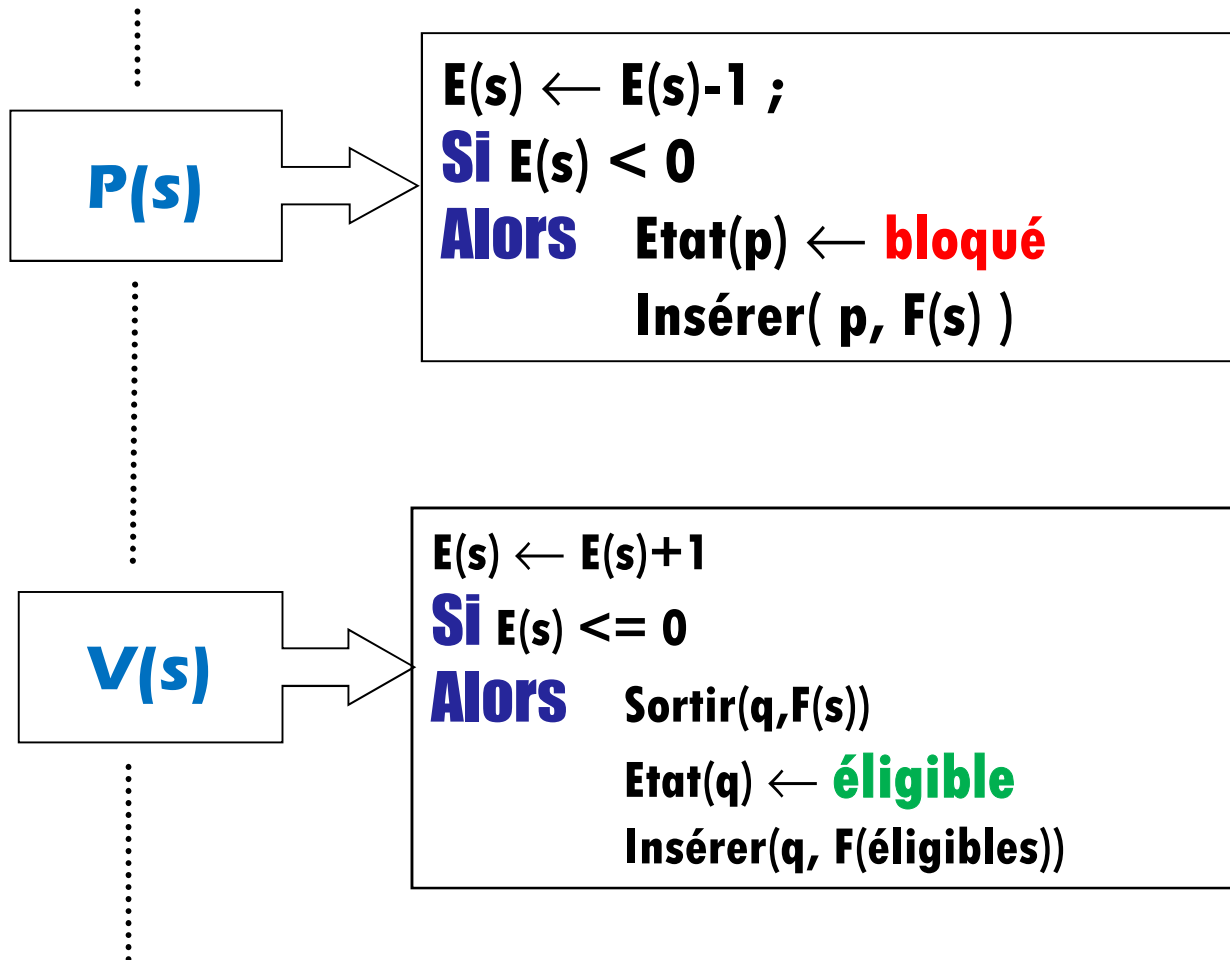 P(s)
E(s) ← E(s)-1 ;
Si E(s) < 0
Alors Etat(p) ← bloqué
Insérer( p, F(s) )
V(s)
E(s) ← E(s)+1
Si E(s) <= 0
Alors Sortir(q,F(s))
Etat(q) ← éligible
Insérer(q, F(éligibles))